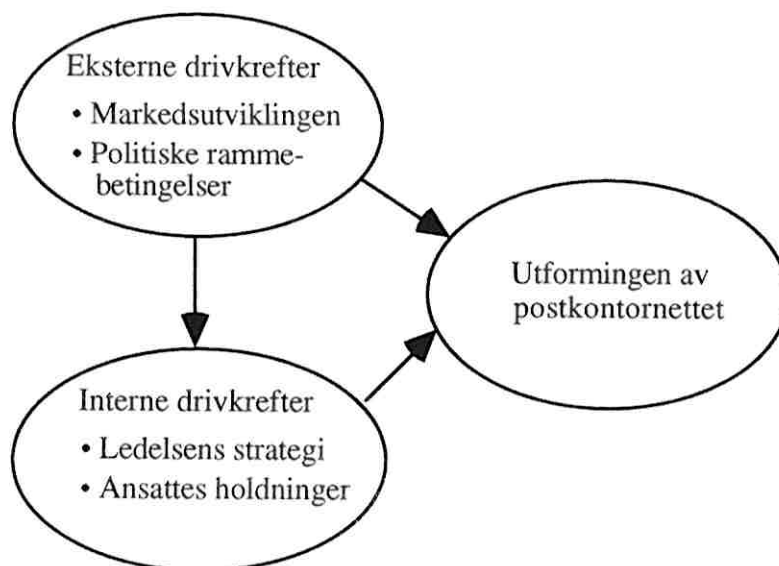 Eksterne drivkrefter
• Markedsutviklingen
• Politiske ramme-
betingelser
Utformingen av
postkontornettet
Interne drivkrefter
• Ledelsens strategi
• Ansattes holdninger